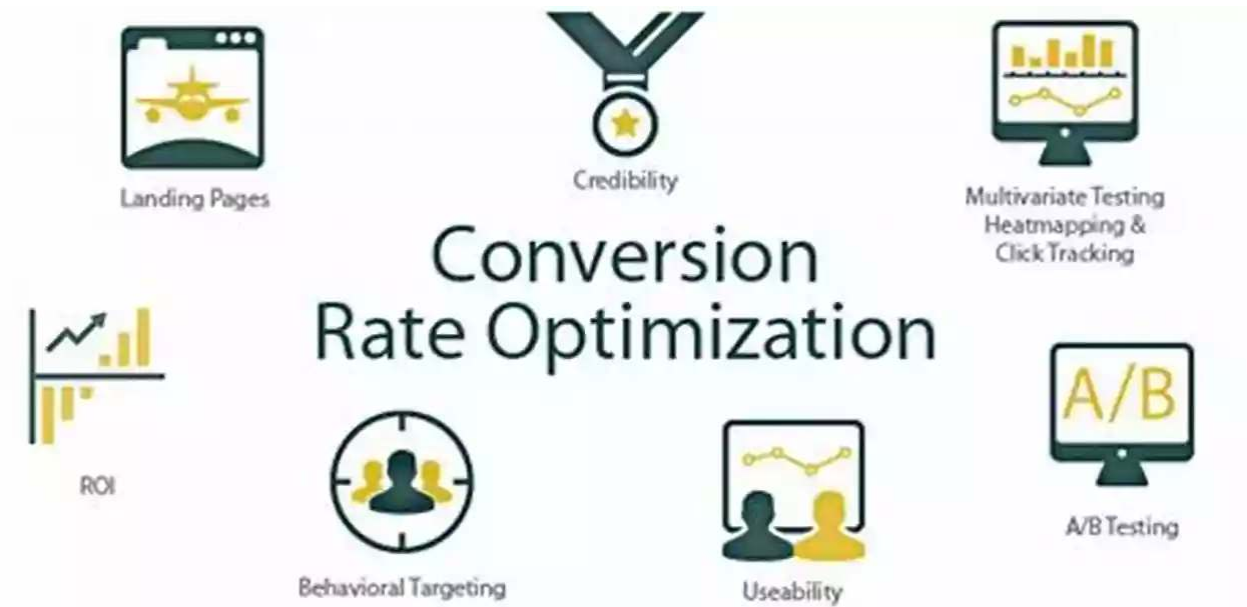 Landing Pages
Credibility
Multivariate Testing
Heatmapping &
Click Tracking
Conversion
Rate Optimization
ROI
A/B
A/B Testing
Behavioral Targeting
Useability